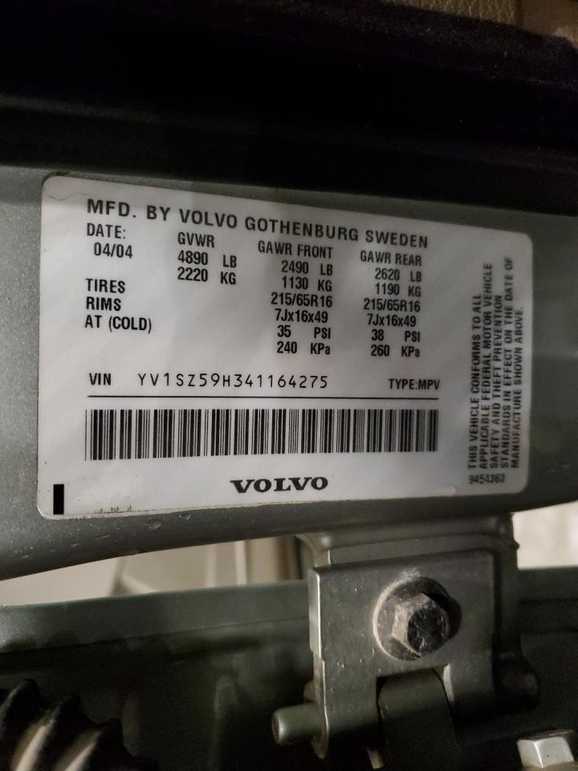 MFD. BY VOLVO GOTHENBURG SWEDEN
DATE: GVWR GAWR FRONT GAWR REAR
04/04 4890 LB 2490 LB 2620 LB
2220 KG 1130 KG 1190 KG
TIRES 215/65R16 215/65R16
RIMS 7Jx16x49 7Jx16x49
AT (COLD) 35 PSI 38 PSI
240 KPa 260 KPa
VIN YV1SZ59H341164275 TYPE:MPV
VOLVO
THIS VEHICLE CONFORMS TO ALL
APPLICABLE FEDERAL MOTOR VEHICLE
SAFETY AND THEFT PREVENTION
STANDARDS IN EFFECT ON THE DATE OF
MANUFACTURE SHOWN ABOVE.
9454363